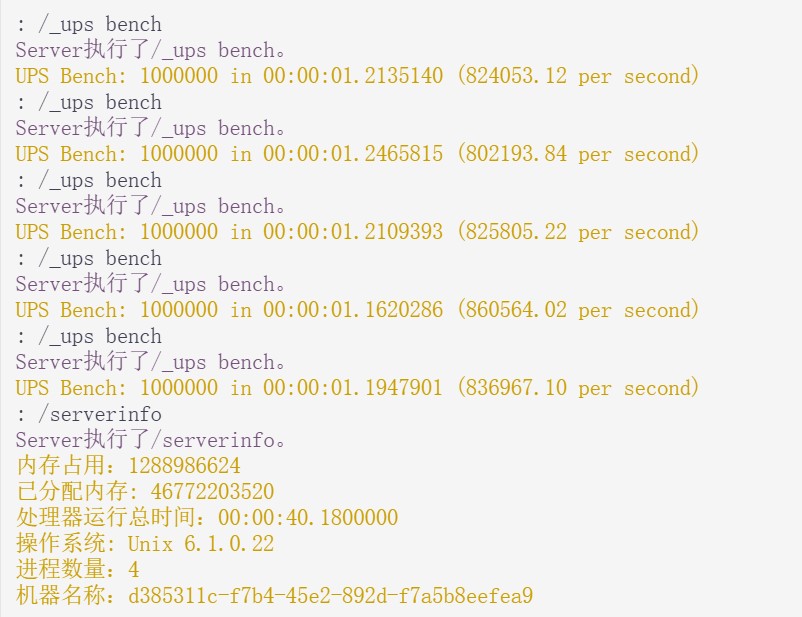 : /_ups bench
Server执行了/_ups bench。
UPS Bench: 1000000 in 00:00:01.2135140 (824053.12 per second)
: /_ups bench
Server执行了/_ups bench。
UPS Bench: 1000000 in 00:00:01.2465815 (802193.84 per second)
: /_ups bench
Server执行了/_ups bench。
UPS Bench: 1000000 in 00:00:01.2109393 (825805.22 per second)
: /_ups bench
Server执行了/_ups bench。
UPS Bench: 1000000 in 00:00:01.1620286 (860564.02 per second)
: /_ups bench
Server执行了/_ups bench。
UPS Bench: 1000000 in 00:00:01.1947901 (836967.10 per second)
: /serverinfo
Server执行了/serverinfo。
内存占用: 1288986624
已分配内存: 46772203520
处理器运行总时间: 00:00:40.1800000
操作系统: Unix 6.1.0.22
进程数量: 4
机器名称: d385311c-f7b4-45e2-892d-f7a5b8eefea9